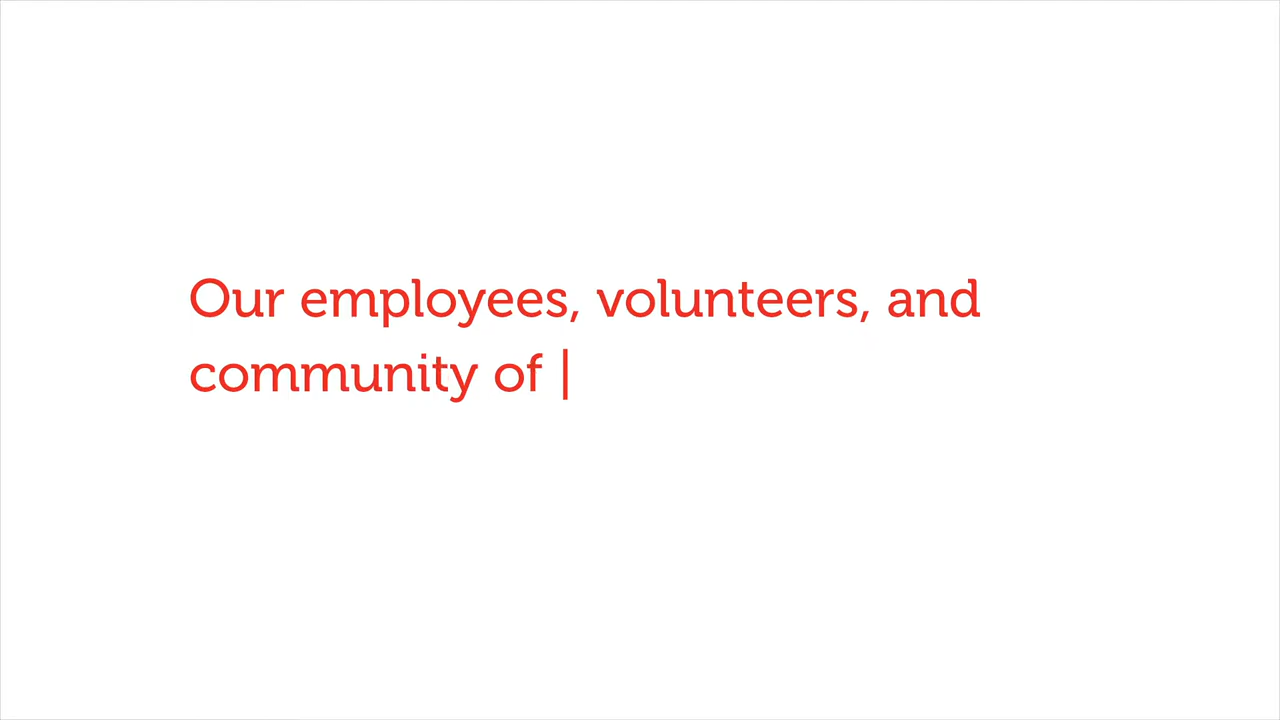 Our employees, volunteers, and
community of |